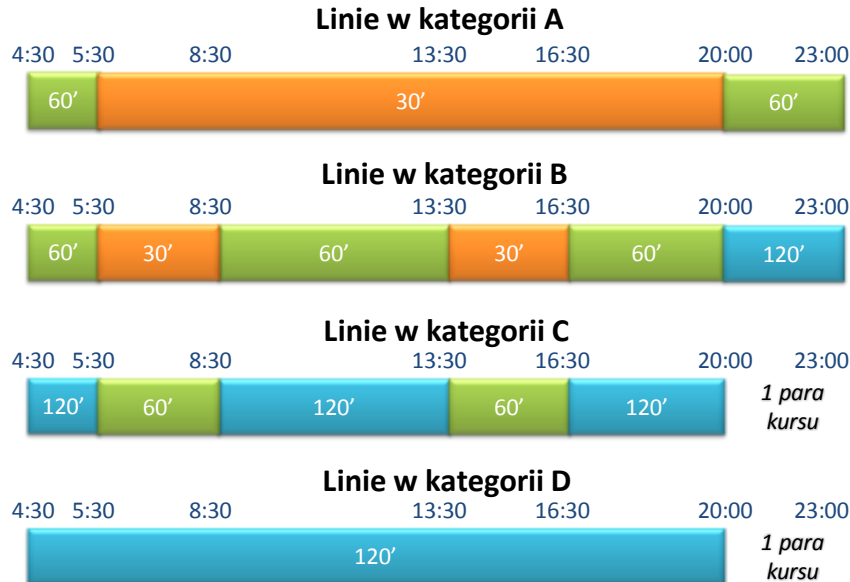 Linie w kategorii A
4:30 5:30 8:30 13:30 16:30 20:00 23:00
60′ 30′ 60′
Linie w kategorii B
4:30 5:30 8:30 13:30 16:30 20:00 23:00
60′ 30′ 60′ 30′ 60′ 120′
Linie w kategorii C
4:30 5:30 8:30 13:30 16:30 20:00 23:00
120′ 60′ 120′ 60′ 120′ 1 para
kursu
Linie w kategorii D
4:30 5:30 8:30 13:30 16:30 20:00 23:00
120′ 1 para
kursu